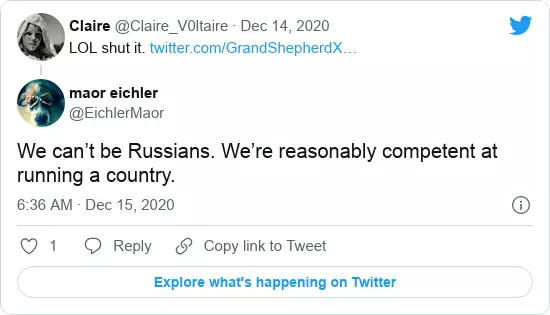 Claire @Claire_V0ltaire · Dec 14, 2020
LOL shut it. twitter.com/GrandShepherdX…
maor eichler
@EichlerMaor
We can’t be Russians. We’re reasonably competent at
running a country.
6:36 AM · Dec 15, 2020
1 Reply Copy link to Tweet
Explore what's happening on Twitter